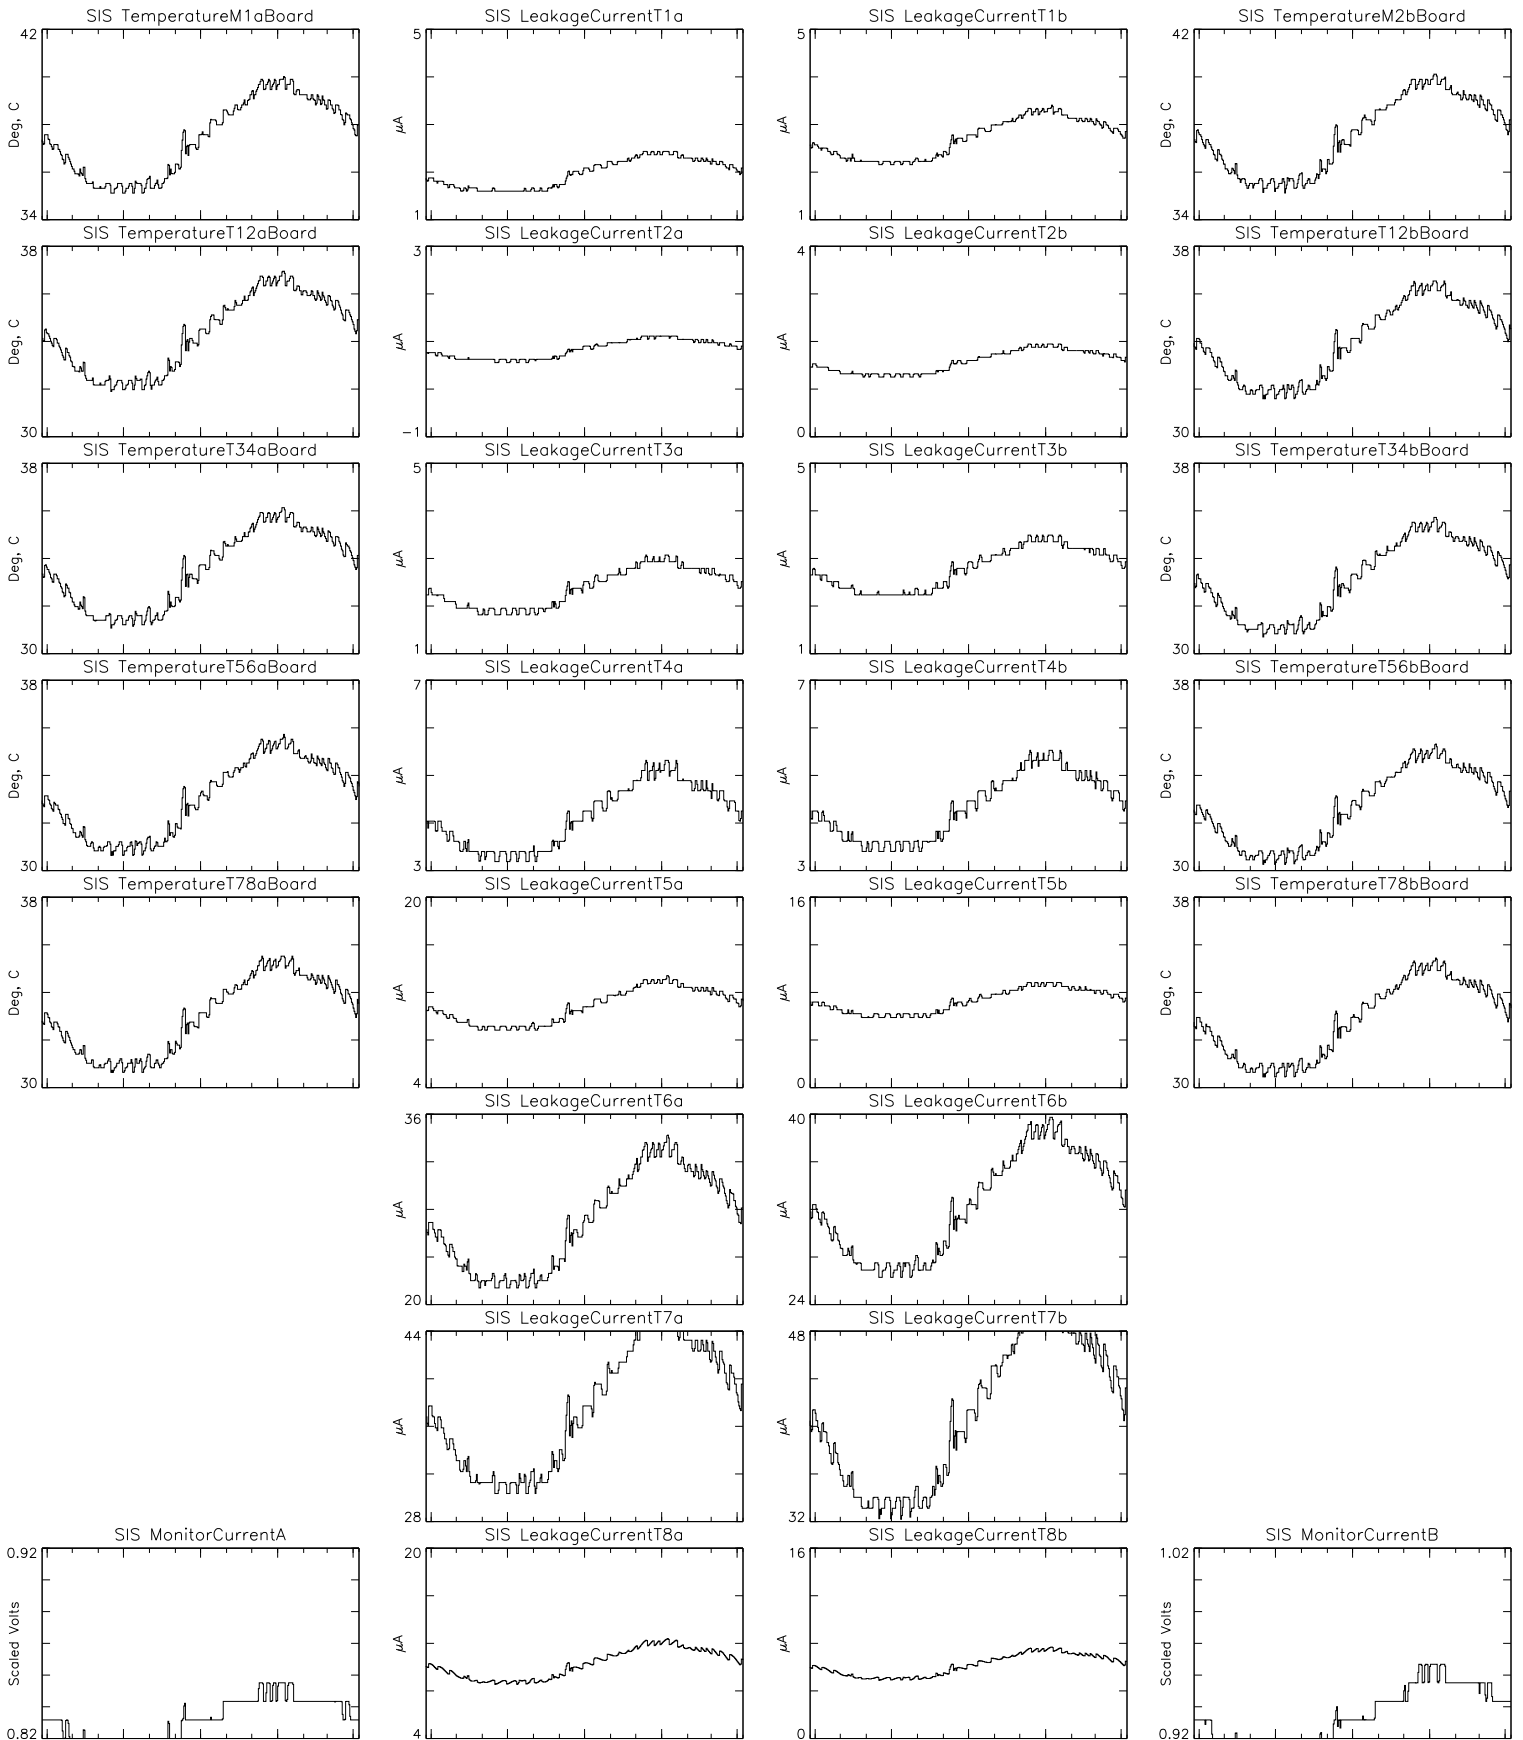 SIS TemperatureM1aBoard
42
Deg, C
34
SIS LeakageCurrentT1a
5
μA
1
SIS LeakageCurrentT1b
5
μA
1
SIS TemperatureM2bBoard
42
Deg, C
34
SIS TemperatureT12aBoard
38
Deg, C
30
SIS LeakageCurrentT2a
3
μA
-1
SIS LeakageCurrentT2b
4
μA
0
SIS TemperatureT12bBoard
38
Deg, C
30
SIS TemperatureT34aBoard
38
Deg, C
30
SIS LeakageCurrentT3a
5
μA
1
SIS LeakageCurrentT3b
5
μA
1
SIS TemperatureT34bBoard
38
Deg, C
30
SIS TemperatureT56aBoard
38
Deg, C
30
SIS LeakageCurrentT4a
7
μA
3
SIS LeakageCurrentT4b
7
μA
3
SIS TemperatureT56bBoard
38
Deg, C
30
SIS TemperatureT78aBoard
38
Deg, C
30
SIS LeakageCurrentT5a
20
μA
4
SIS LeakageCurrentT5b
16
μA
0
SIS TemperatureT78bBoard
38
Deg, C
30
SIS LeakageCurrentT6a
36
μA
20
SIS LeakageCurrentT6b
40
μA
24
SIS LeakageCurrentT7a
44
μA
28
SIS LeakageCurrentT7b
48
μA
32
SIS MonitorCurrentA
0.92
Scaled Volts
0.82
SIS LeakageCurrentT8a
20
μA
4
SIS LeakageCurrentT8b
16
μA
0
SIS MonitorCurrentB
1.02
Scaled Volts
0.92